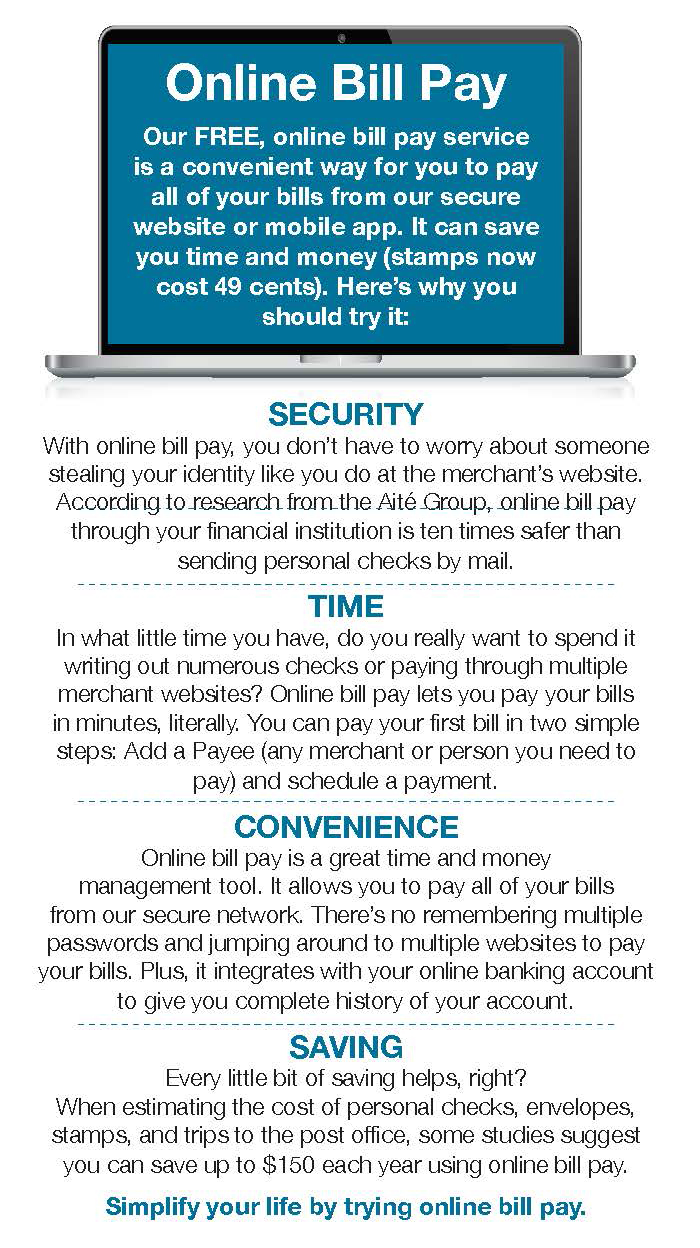 Online Bill Pay
Our FREE, online bill pay service
is a convenient way for you to pay
all of your bills from our secure
website or mobile app. It can save
you time and money (stamps now
cost 49 cents). Here’s why you
should try it:
SECURITY
With online bill pay, you don’t have to worry about someone
stealing your identity like you do at the merchant’s website.
According to research from the Aité Group, online bill pay
through your financial institution is ten times safer than
sending personal checks by mail.
TIME
In what little time you have, do you really want to spend it
writing out numerous checks or paying through multiple
merchant websites? Online bill pay lets you pay your bills
in minutes, literally. You can pay your first bill in two simple
steps: Add a Payee (any merchant or person you need to
pay) and schedule a payment.
CONVENIENCE
Online bill pay is a great time and money
management tool. It allows you to pay all of your bills
from our secure network. There’s no remembering multiple
passwords and jumping around to multiple websites to pay
your bills. Plus, it integrates with your online banking account
to give you complete history of your account.
SAVING
Every little bit of saving helps, right?
When estimating the cost of personal checks, envelopes,
stamps, and trips to the post office, some studies suggest
you can save up to $150 each year using online bill pay.
Simplify your life by trying online bill pay.